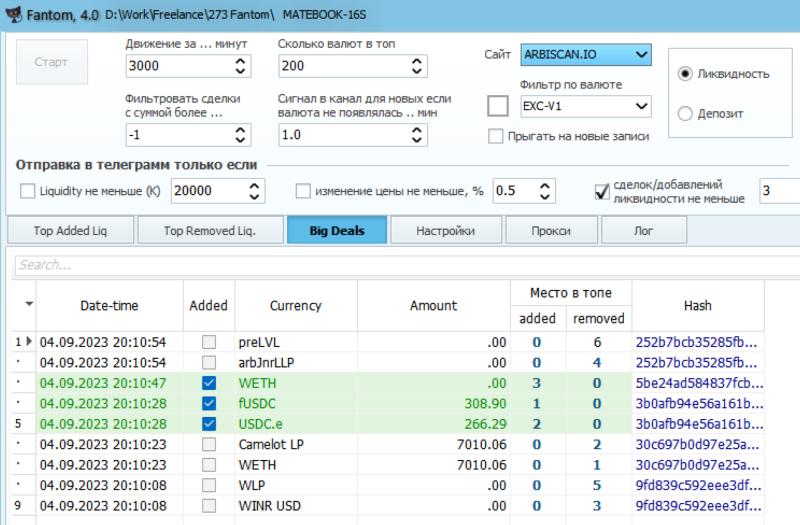 Fantom, 4.0 D:\Work\Freelance\273 Fantom\ MATEBOOK-16S
Старт
Движение за ... минут
3000
Сколько валют в топ
200
Сайт ARBISCAN.IO
Фильтр по валюте
EXC-V1
Фильтровать сделки
с суммой более ...
-1
Сигнал в канал для новых если
валюта не появлялась .. мин
1.0
Прыгать на новые записи
Ликвидность
Депозит
Отправка в телеграмм только если
Liquidity не меньше (K) 20000
изменение цены не меньше, % 0.5
сделок/добавлений
ликвидности не меньше
3
Top Added Liq Top Removed Liq. Big Deals Настройки Прокси Лог
Search...
Date-time Added Currency Amount Место в топе Hash
added removed
1 04.09.2023 20:10:54 preLVL .00 0 6 252b7bcb35285fb...
04.09.2023 20:10:54 arbJnrLLP .00 0 4 252b7bcb35285fb...
04.09.2023 20:10:47 WETH .00 3 0 5be24ad584837fcb...
04.09.2023 20:10:28 fUSDC 308.90 1 0 3b0afb94e56a161b...
5 04.09.2023 20:10:28 USDC.e 266.29 2 0 3b0afb94e56a161b...
04.09.2023 20:10:23 Camelot LP 7010.06 0 2 30c697b0d97e25a...
04.09.2023 20:10:23 WETH 7010.06 0 1 30c697b0d97e25a...
04.09.2023 20:10:08 WLP .00 0 5 9fd839c592eee3df...
9 04.09.2023 20:10:08 WINR USD .00 0 3 9fd839c592eee3df...